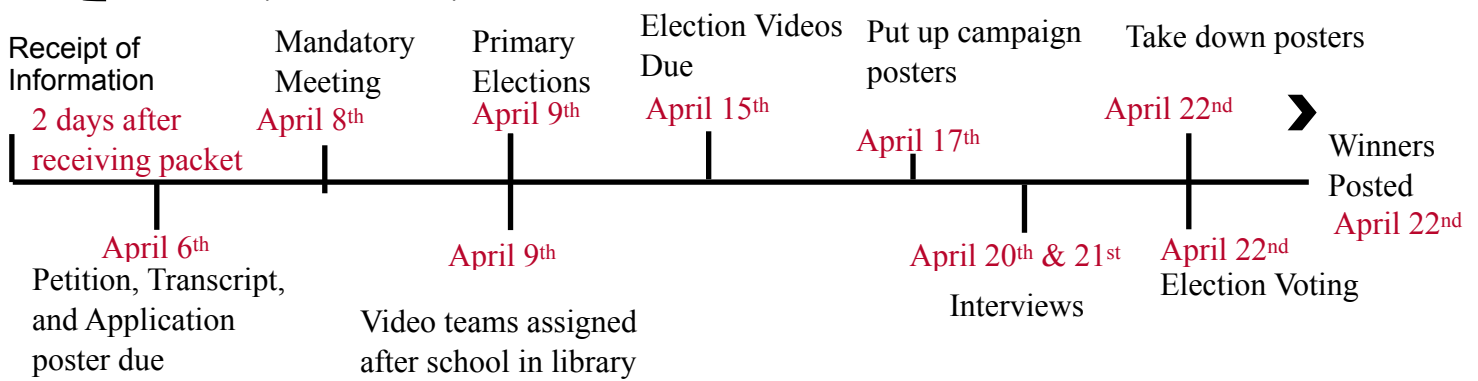 Receipt of
Information
2 days after
receiving packet
April 6th
Petition, Transcript,
and Application
poster due
Mandatory
Meeting
April 8th
Primary
Elections
April 9th
April 9th
Video teams assigned
after school in library
Election Videos
Due
April 15th
Put up campaign
posters
April 17th
April 20th & 21st
Interviews
Take down posters
April 22nd
April 22nd
Election Voting
Winners
Posted
April 22nd